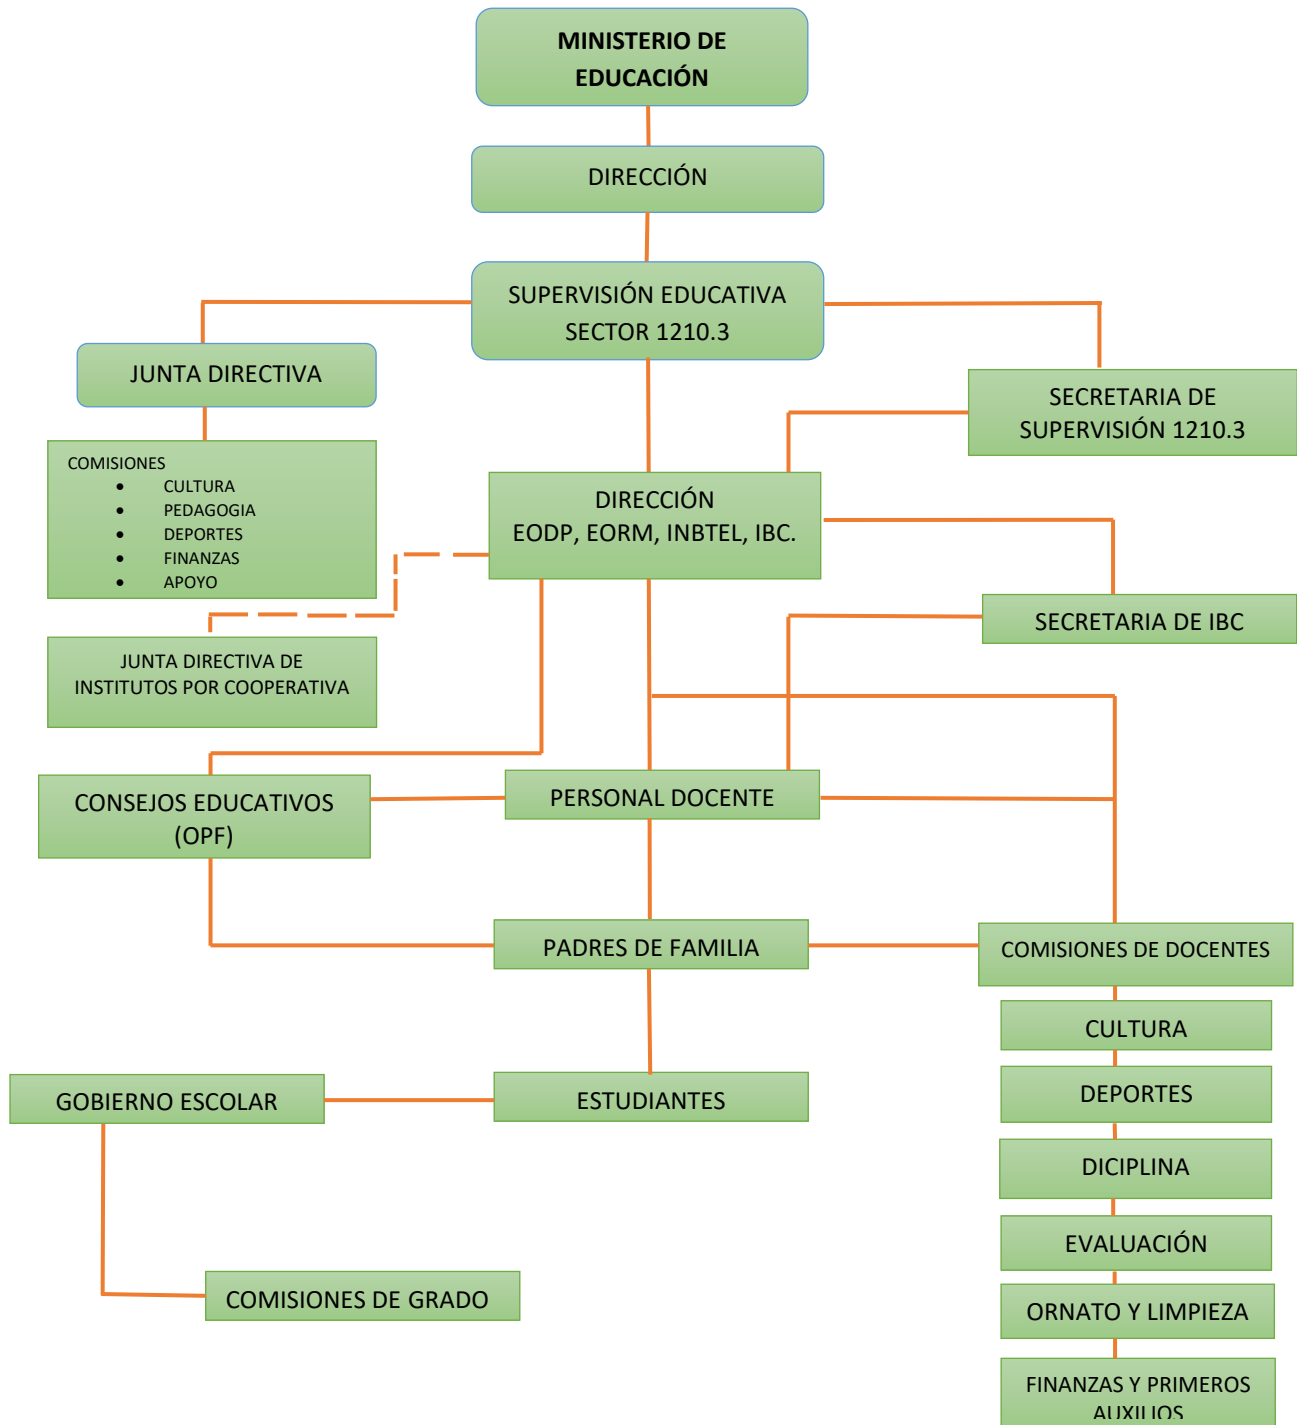 MINISTERIO DE
EDUCACIÓN
DIRECCIÓN
SUPERVISIÓN EDUCATIVA
SECTOR 1210.3
JUNTA DIRECTIVA
SECRETARIA DE
SUPERVISIÓN 1210.3
COMISIONES
• CULTURA
• PEDAGOGIA
• DEPORTES
• FINANZAS
• APOYO
DIRECCIÓN
EODP, EORM, INBTEL, IBC.
SECRETARIA DE IBC
JUNTA DIRECTIVA DE
INSTITUTOS POR COOPERATIVA
CONSEJOS EDUCATIVOS
(OPF)
PERSONAL DOCENTE
PADRES DE FAMILIA
COMISIONES DE DOCENTES
CULTURA
GOBIERNO ESCOLAR
ESTUDIANTES
DEPORTES
DICIPLINA
EVALUACIÓN
COMISIONES DE GRADO
ORNATO Y LIMPIEZA
FINANZAS Y PRIMEROS
AUXILIOS